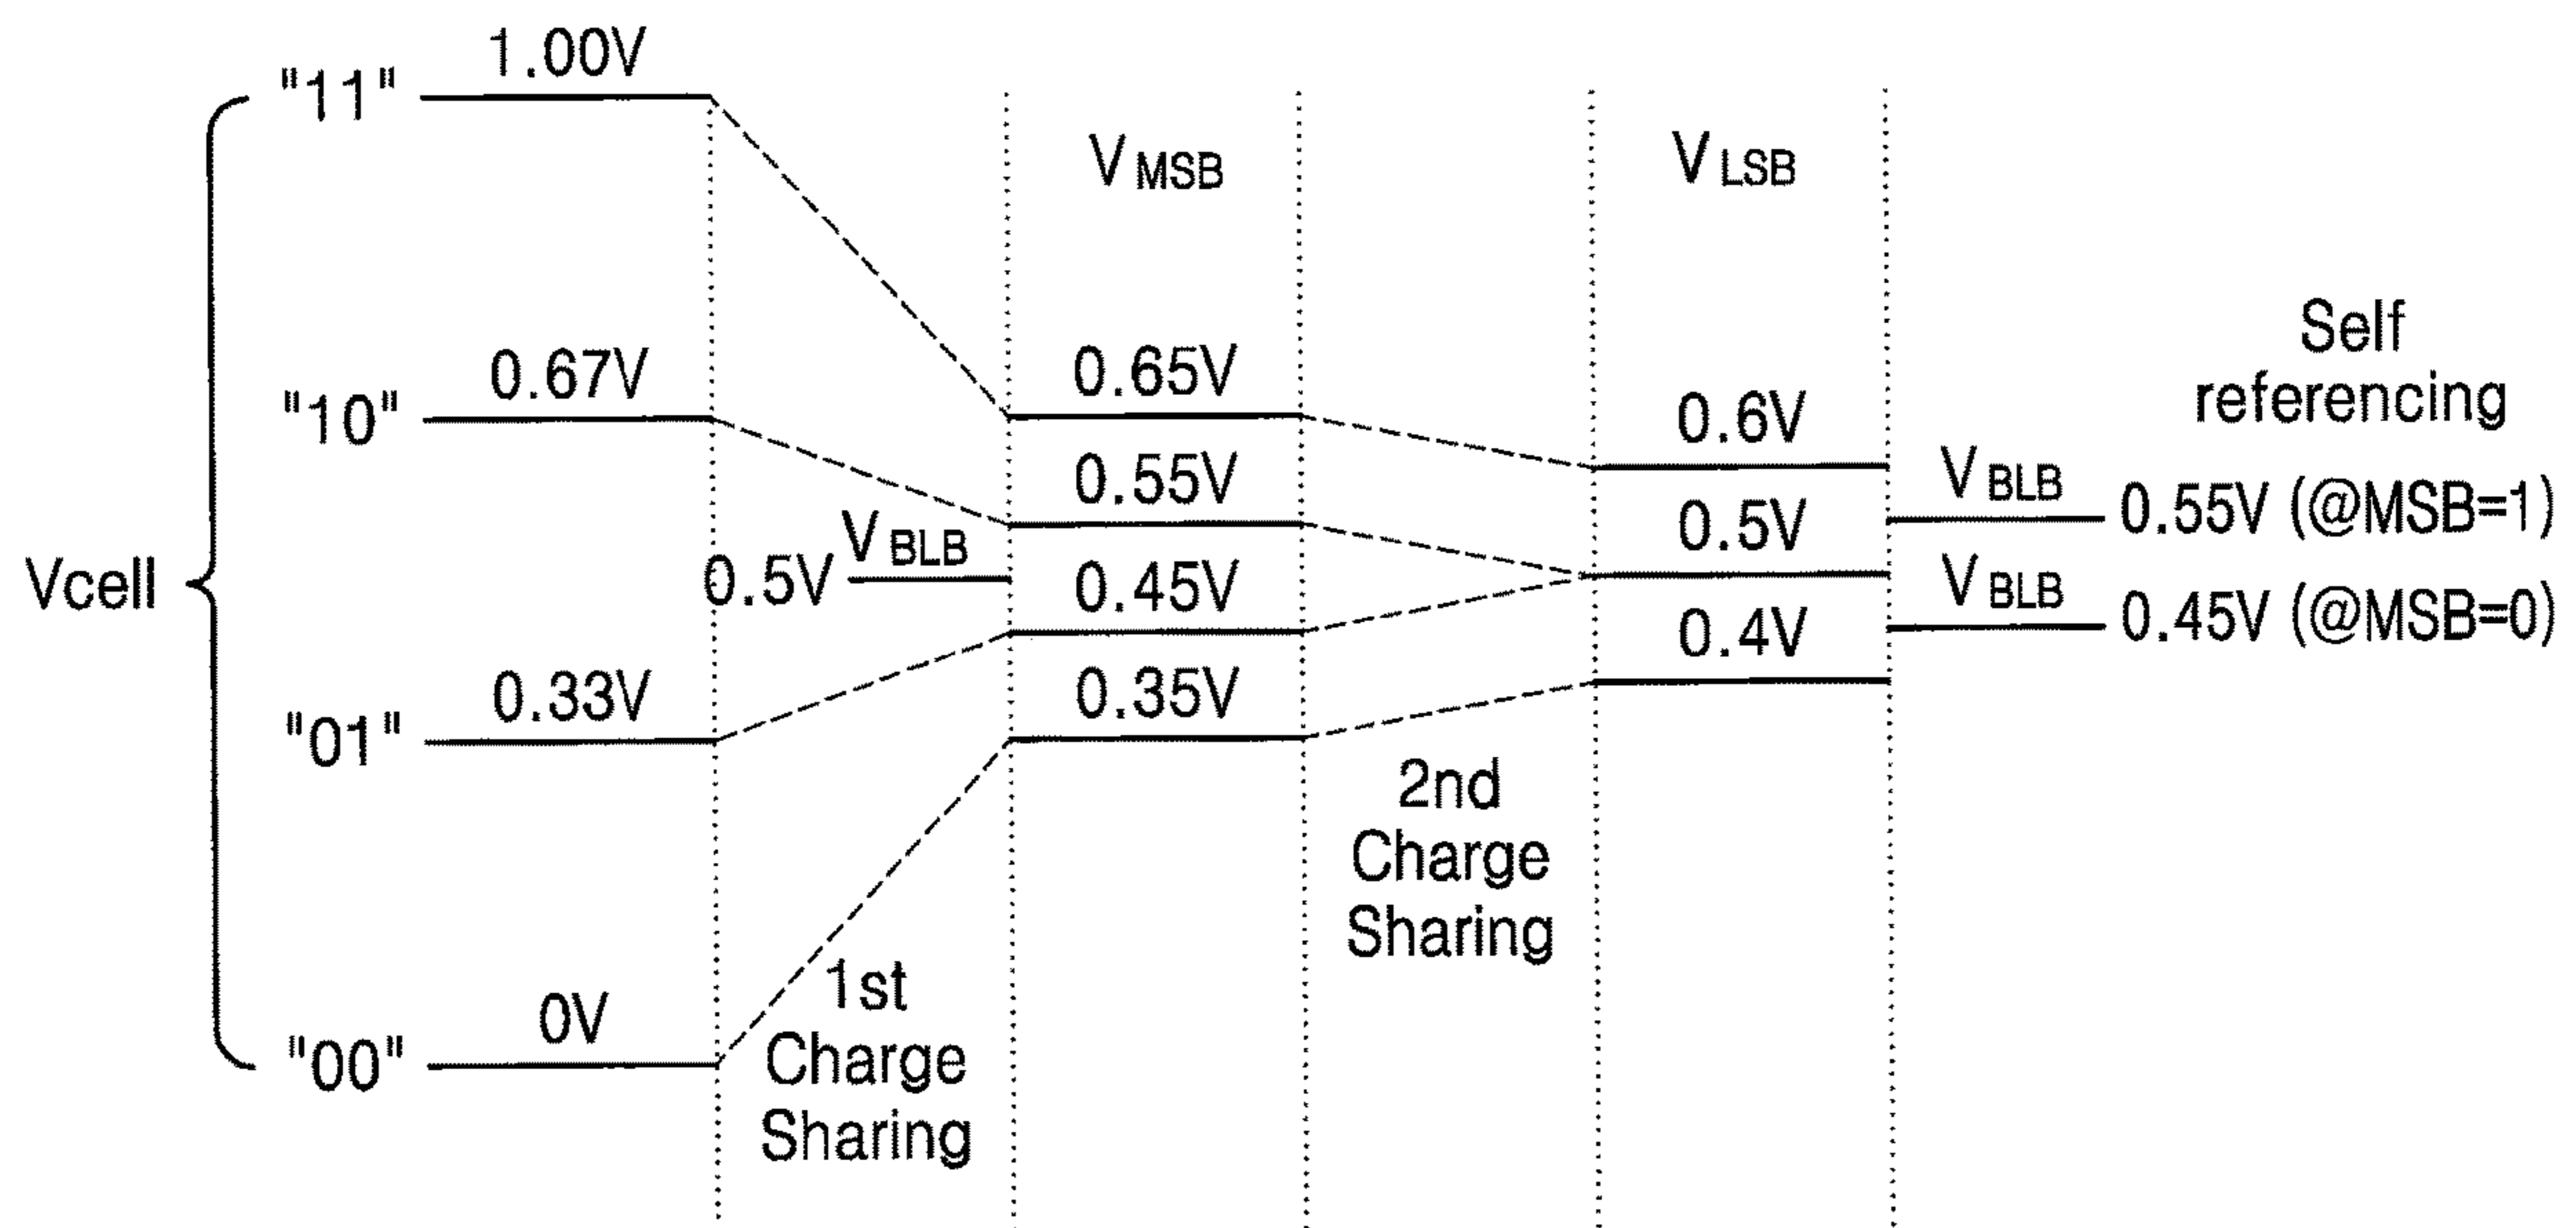 "11" 1.00V
V MSB
V LSB
"10" 0.67V
0.65V
0.6V
Self
referencing
0.55V
0.5V
V BLB 0.55V (@MSB=1)
Vcell
0.5V V BLB
0.45V
0.4V
V BLB 0.45V (@MSB=0)
"01" 0.33V
0.35V
2nd
Charge
Sharing
"00" 0V
1st
Charge
Sharing